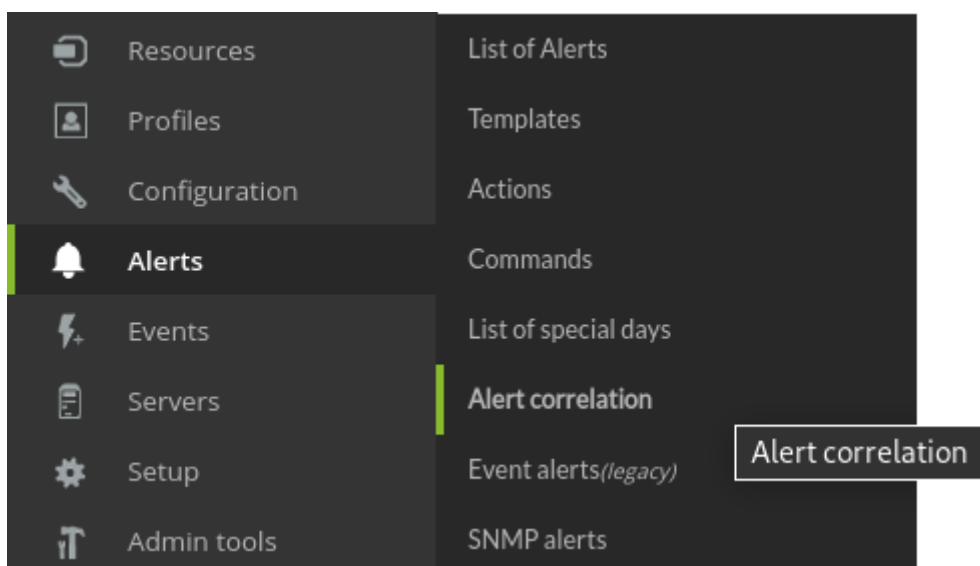 Resources
Profiles
Configuration
Alerts
Events
Servers
Setup
Admin tools
List of Alerts
Templates
Actions
Commands
List of special days
Alert correlation
Alert correlation
Event alerts(legacy)
SNMP alerts